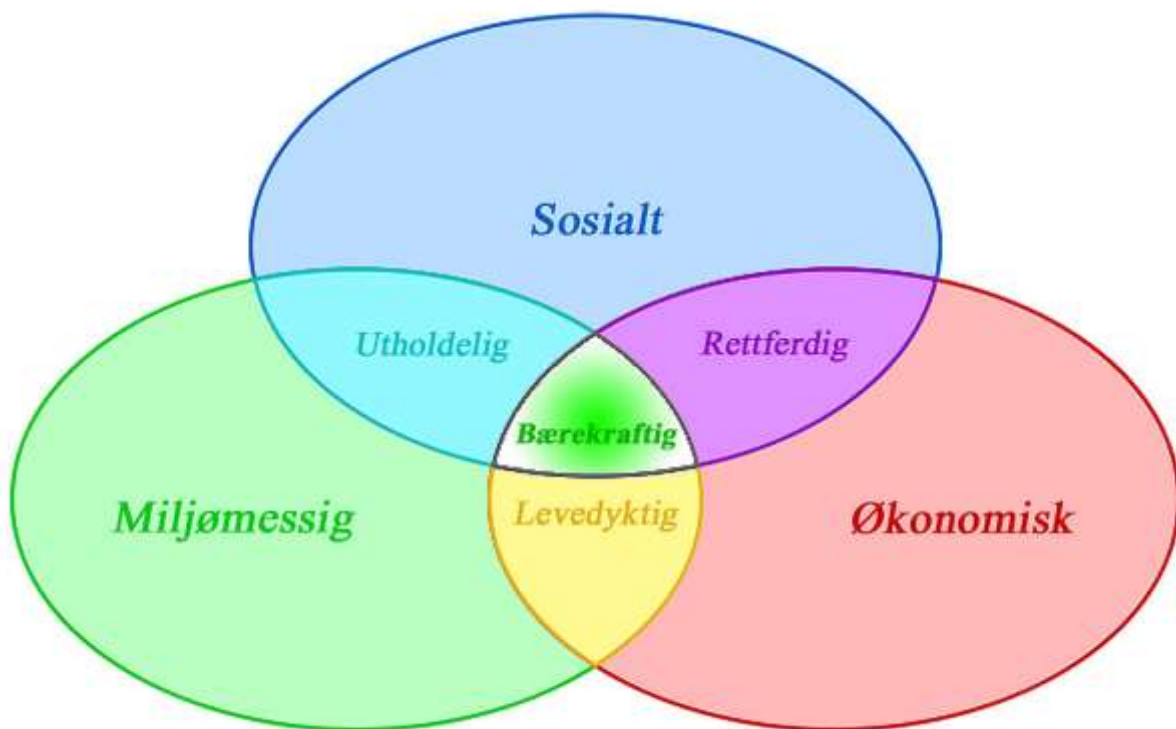 Sosialt
Utholdelig
Rettferdig
Bærekraftig
Levedyktig
Miljømessig
Økonomisk